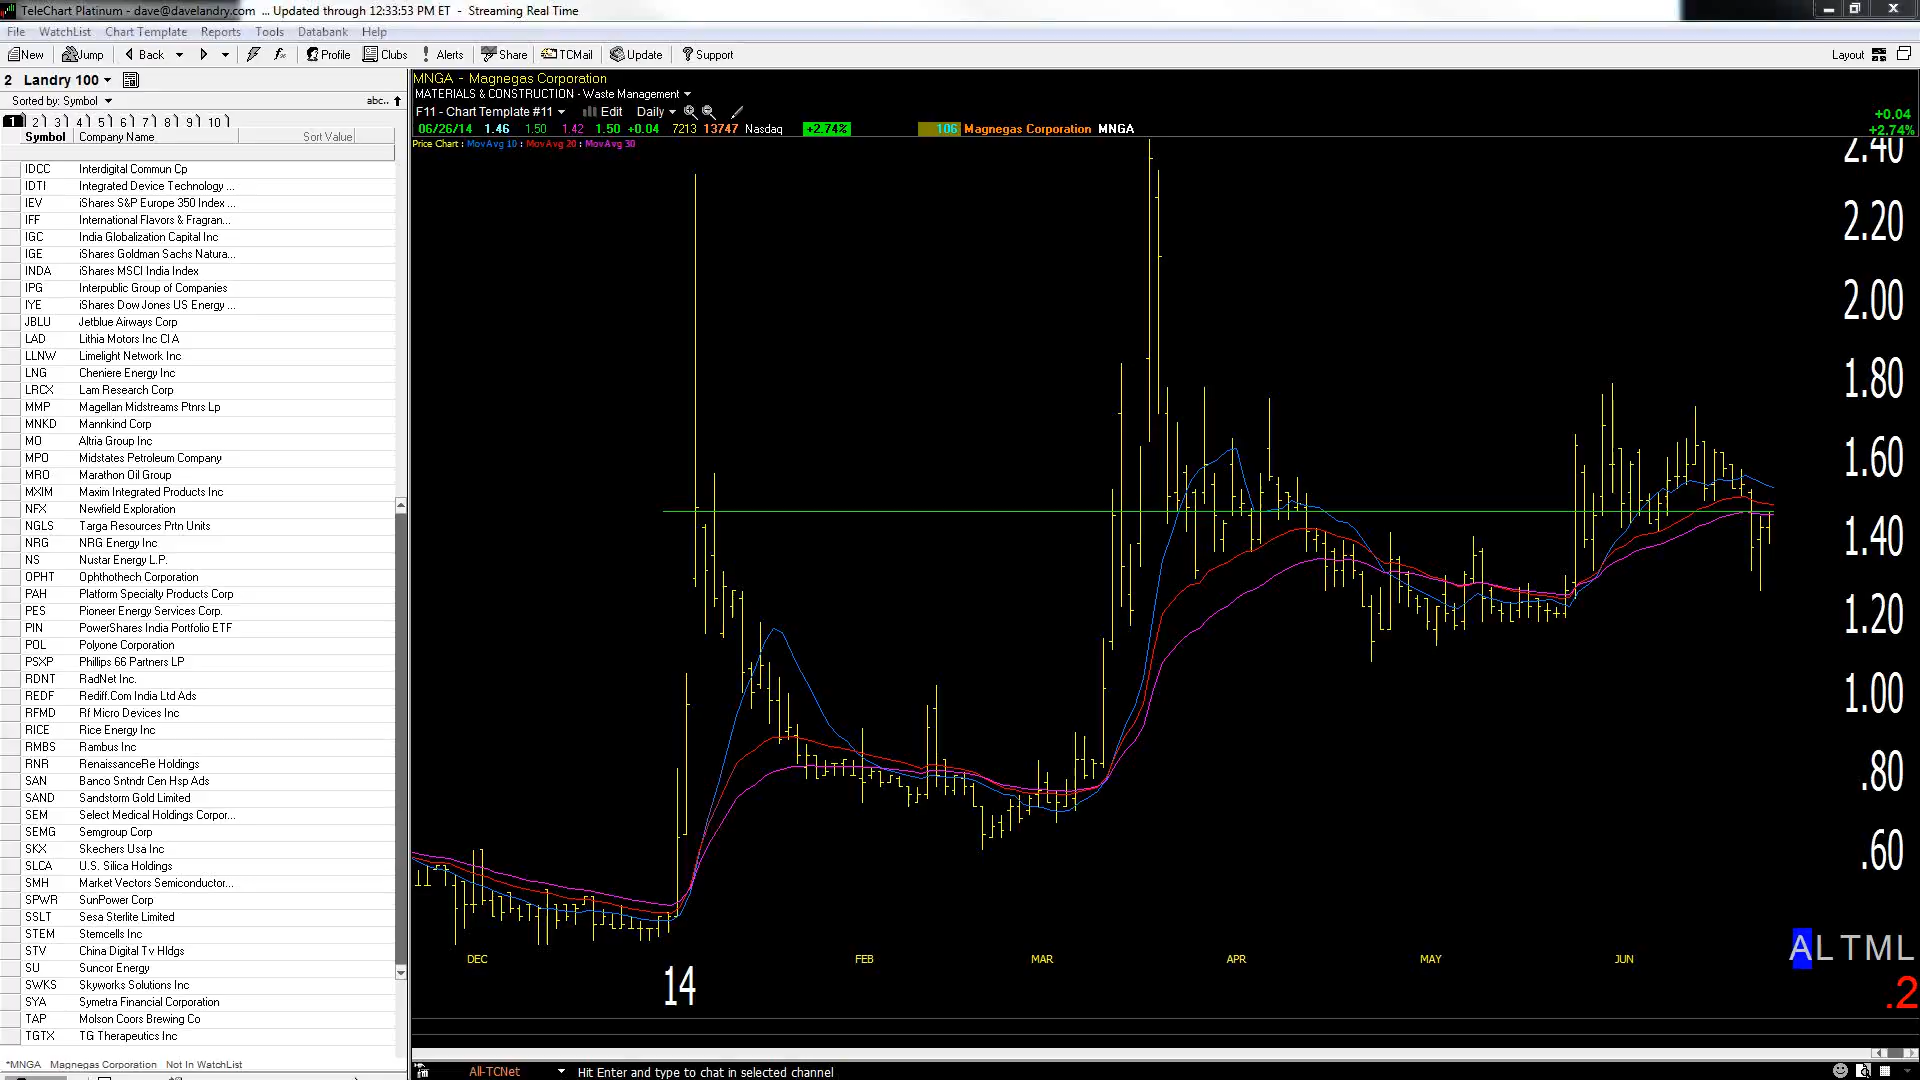 TeleChart Platinum - dave@davelandry.com ... Updated through 12:33:53 PM ET - Streaming Real Time
File WatchList Chart Template Reports Tools Databank Help
New Jump Back Profile Clubs Alerts Share TCMail Update Support Layout
2 Landry 100
Sorted by: Symbol abc..
1 2 3 4 5 6 7 8 9 10
Symbol Company Name Sort Value
IDCC Interdigital Commun Cp
IDTI Integrated Device Technology ...
IEV iShares S&P Europe 350 Index ...
IFF International Flavors & Fragran...
IGC India Globalization Capital Inc
IGE iShares Goldman Sachs Natura...
INDA iShares MSCI India Index
IPG Interpublic Group of Companies
IYE iShares Dow Jones US Energy ...
JBLU Jetblue Airways Corp
LAD Lithia Motors Inc Cl A
LLNW Limelight Network Inc
LNG Cheniere Energy Inc
LRCX Lam Research Corp
MMP Magellan Midstreams Ptnrs Lp
MNKD Mannkind Corp
MO Altria Group Inc
MPO Midstates Petroleum Company
MRO Marathon Oil Group
MXIM Maxim Integrated Products Inc
NFX Newfield Exploration
NGLS Targa Resources Prtn Units
NRG NRG Energy Inc
NS Nustar Energy L.P.
OPHT Ophthotech Corporation
PAH Platform Specialty Products Corp
PES Pioneer Energy Services Corp.
PIN PowerShares India Portfolio ETF
POL Polyone Corporation
PSXP Phillips 66 Partners LP
RDNT RadNet Inc.
REDF Rediff.Com India Ltd Ads
RFMD Rf Micro Devices Inc
RICE Rice Energy Inc
RMBS Rambus Inc
RNR RenaissanceRe Holdings
SAN Banco Sntndr Cen Hsp Ads
SAND Sandstorm Gold Limited
SEM Select Medical Holdings Corpor...
SEMG Semgroup Corp
SKX Skechers Usa Inc
SLCA U.S. Silica Holdings
SMH Market Vectors Semiconductor...
SPWR SunPower Corp
SSLT Sesa Sterlite Limited
STEM Stemcells Inc
STV China Digital Tv Hldgs
SU Suncor Energy
SWKS Skyworks Solutions Inc
SYA Symetra Financial Corporation
TAP Molson Coors Brewing Co
TGTX TG Therapeutics Inc
*MNGA Magnegas Corporation Not In WatchList
MNGA - Magnegas Corporation
MATERIALS & CONSTRUCTION - Waste Management
F11 - Chart Template #11 Edit Daily
+0.04
06/26/14 1.46 1.50 1.42 1.50 +0.04 7213 13747 Nasdaq +2.74% 106 Magnegas Corporation MNGA +2.74%
Price Chart : MovAvg 10 : MovAvg 20 : MovAvg 30
2.40
2.20
2.00
1.80
1.60
1.40
1.20
1.00
.80
.60
ALTML
DEC FEB MAR APR MAY JUN
14
.2
All-TCNet Hit Enter and type to chat in selected channel